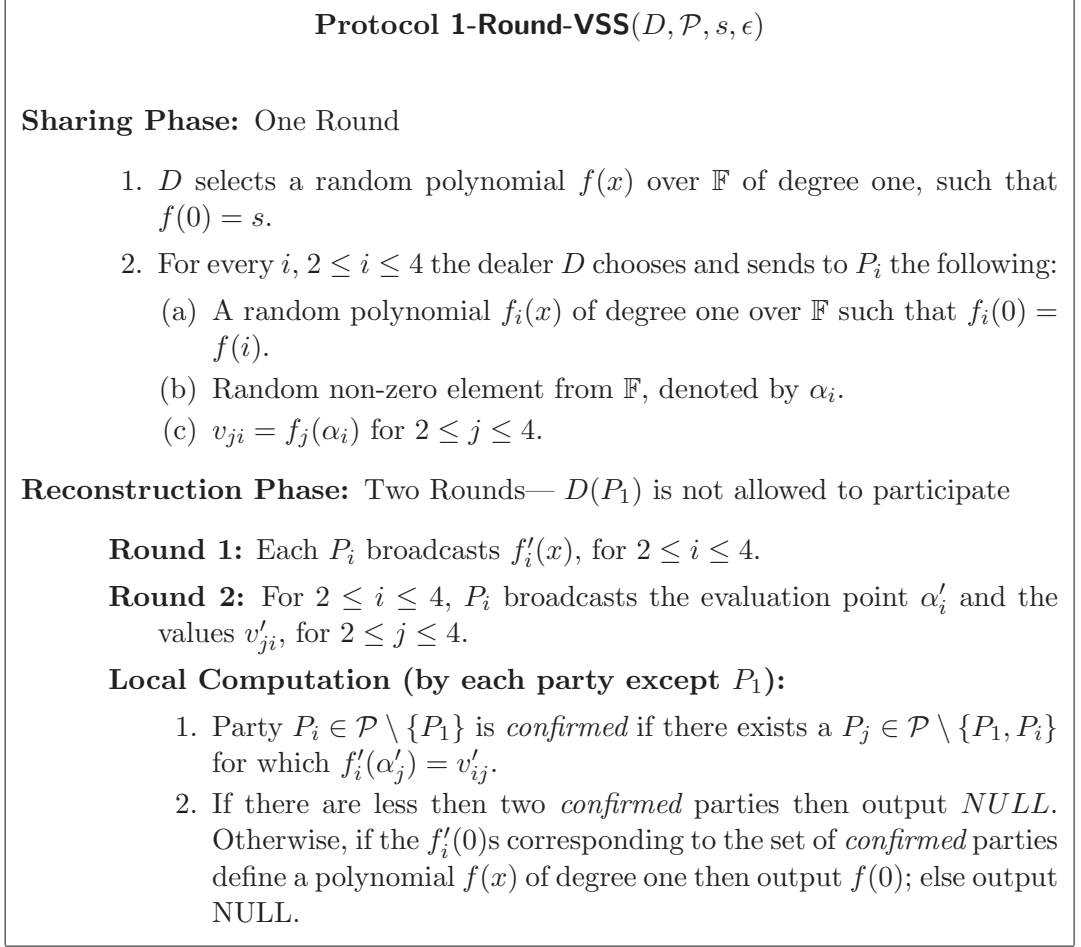 Protocol 1-Round-VSS(D, 𝒫, s, ϵ)
Sharing Phase: One Round
1. D selects a random polynomial f(x) over 𝔽 of degree one, such that
f(0) = s.
2. For every i, 2 ≤ i ≤ 4 the dealer D chooses and sends to P_i the following:
(a) A random polynomial f_i(x) of degree one over 𝔽 such that f_i(0) =
f(i).
(b) Random non-zero element from 𝔽, denoted by α_i.
(c) v_{ji} = f_j(α_i) for 2 ≤ j ≤ 4.
Reconstruction Phase: Two Rounds— D(P_1) is not allowed to participate
Round 1: Each P_i broadcasts f'_i(x), for 2 ≤ i ≤ 4.
Round 2: For 2 ≤ i ≤ 4, P_i broadcasts the evaluation point α'_i and the
values v'_{ji}, for 2 ≤ j ≤ 4.
Local Computation (by each party except P_1):
1. Party P_i ∈ 𝒫 \ {P_1} is confirmed if there exists a P_j ∈ 𝒫 \ {P_1, P_i}
for which f'_i(α'_j) = v'_{ij}.
2. If there are less then two confirmed parties then output NULL.
Otherwise, if the f'_i(0)s corresponding to the set of confirmed parties
define a polynomial f(x) of degree one then output f(0); else output
NULL.